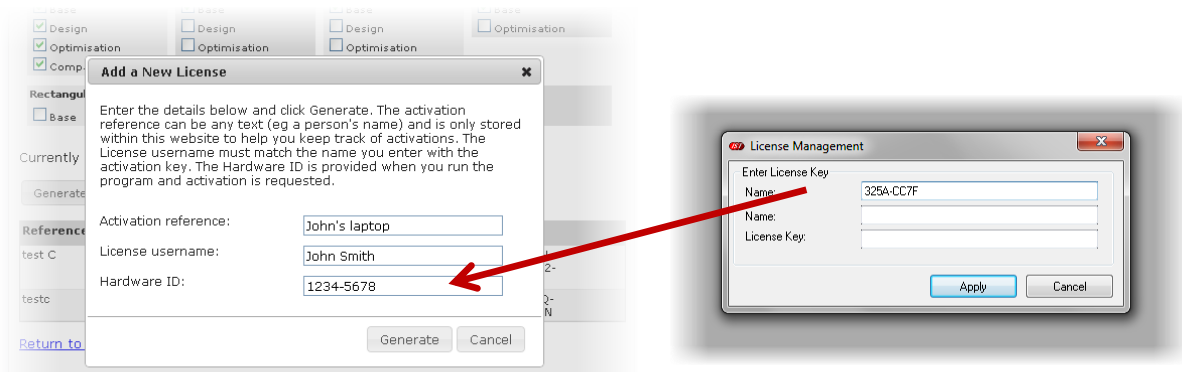 Design
Design
Design
Optimisation
Optimisation
Optimisation
Optimisation
Comp
Add a New License
Rectangul
Base
Enter the details below and click Generate. The activation
reference can be any text (eg a person's name) and is only stored
within this website to help you keep track of activations. The
License username must match the name you enter with the
activation key. The Hardware ID is provided when you run the
program and activation is requested.
Currently
Generate
Reference
test C
testc
Return to
Activation reference:
John's laptop
License username:
John Smith
Hardware ID:
1234-5678
2-
Q-
N
Generate
Cancel
License Management
Enter License Key
Name:
325A-CC7F
Name:
License Key:
Apply
Cancel